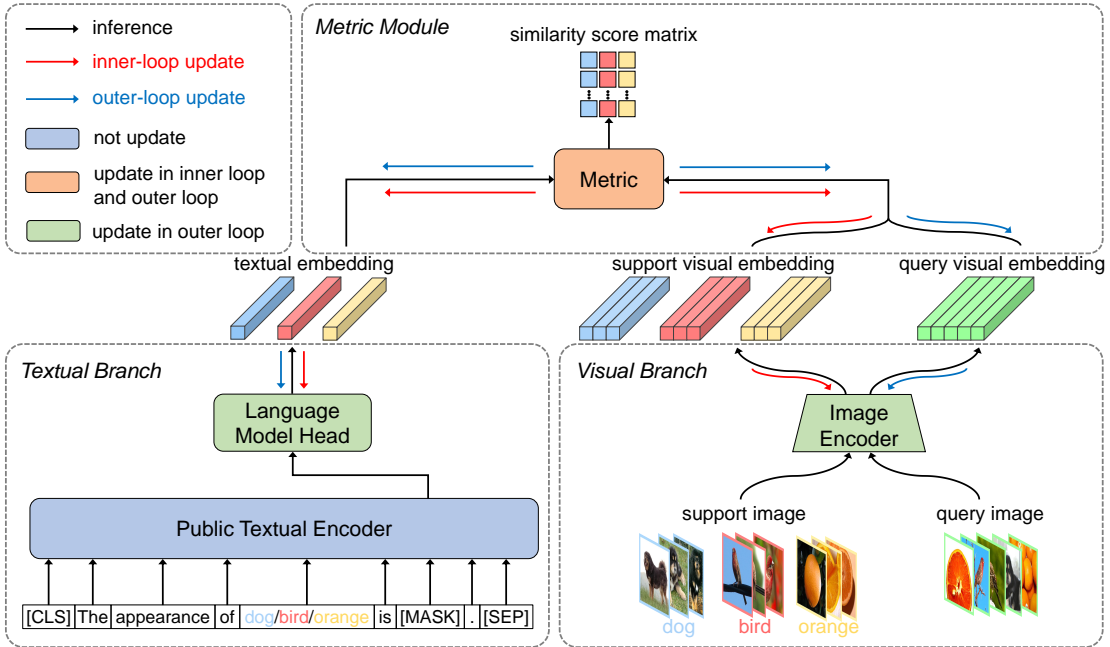 inference
inner-loop update
outer-loop update
not update
update in inner loop
and outer loop
update in outer loop
Metric Module
similarity score matrix
Metric
textual embedding
support visual embedding
query visual embedding
Textual Branch
Language
Model Head
Public Textual Encoder
[CLS] The appearance of dog/bird/orange is [MASK] . [SEP]
Visual Branch
Image
Encoder
support image
query image
dog
bird
orange